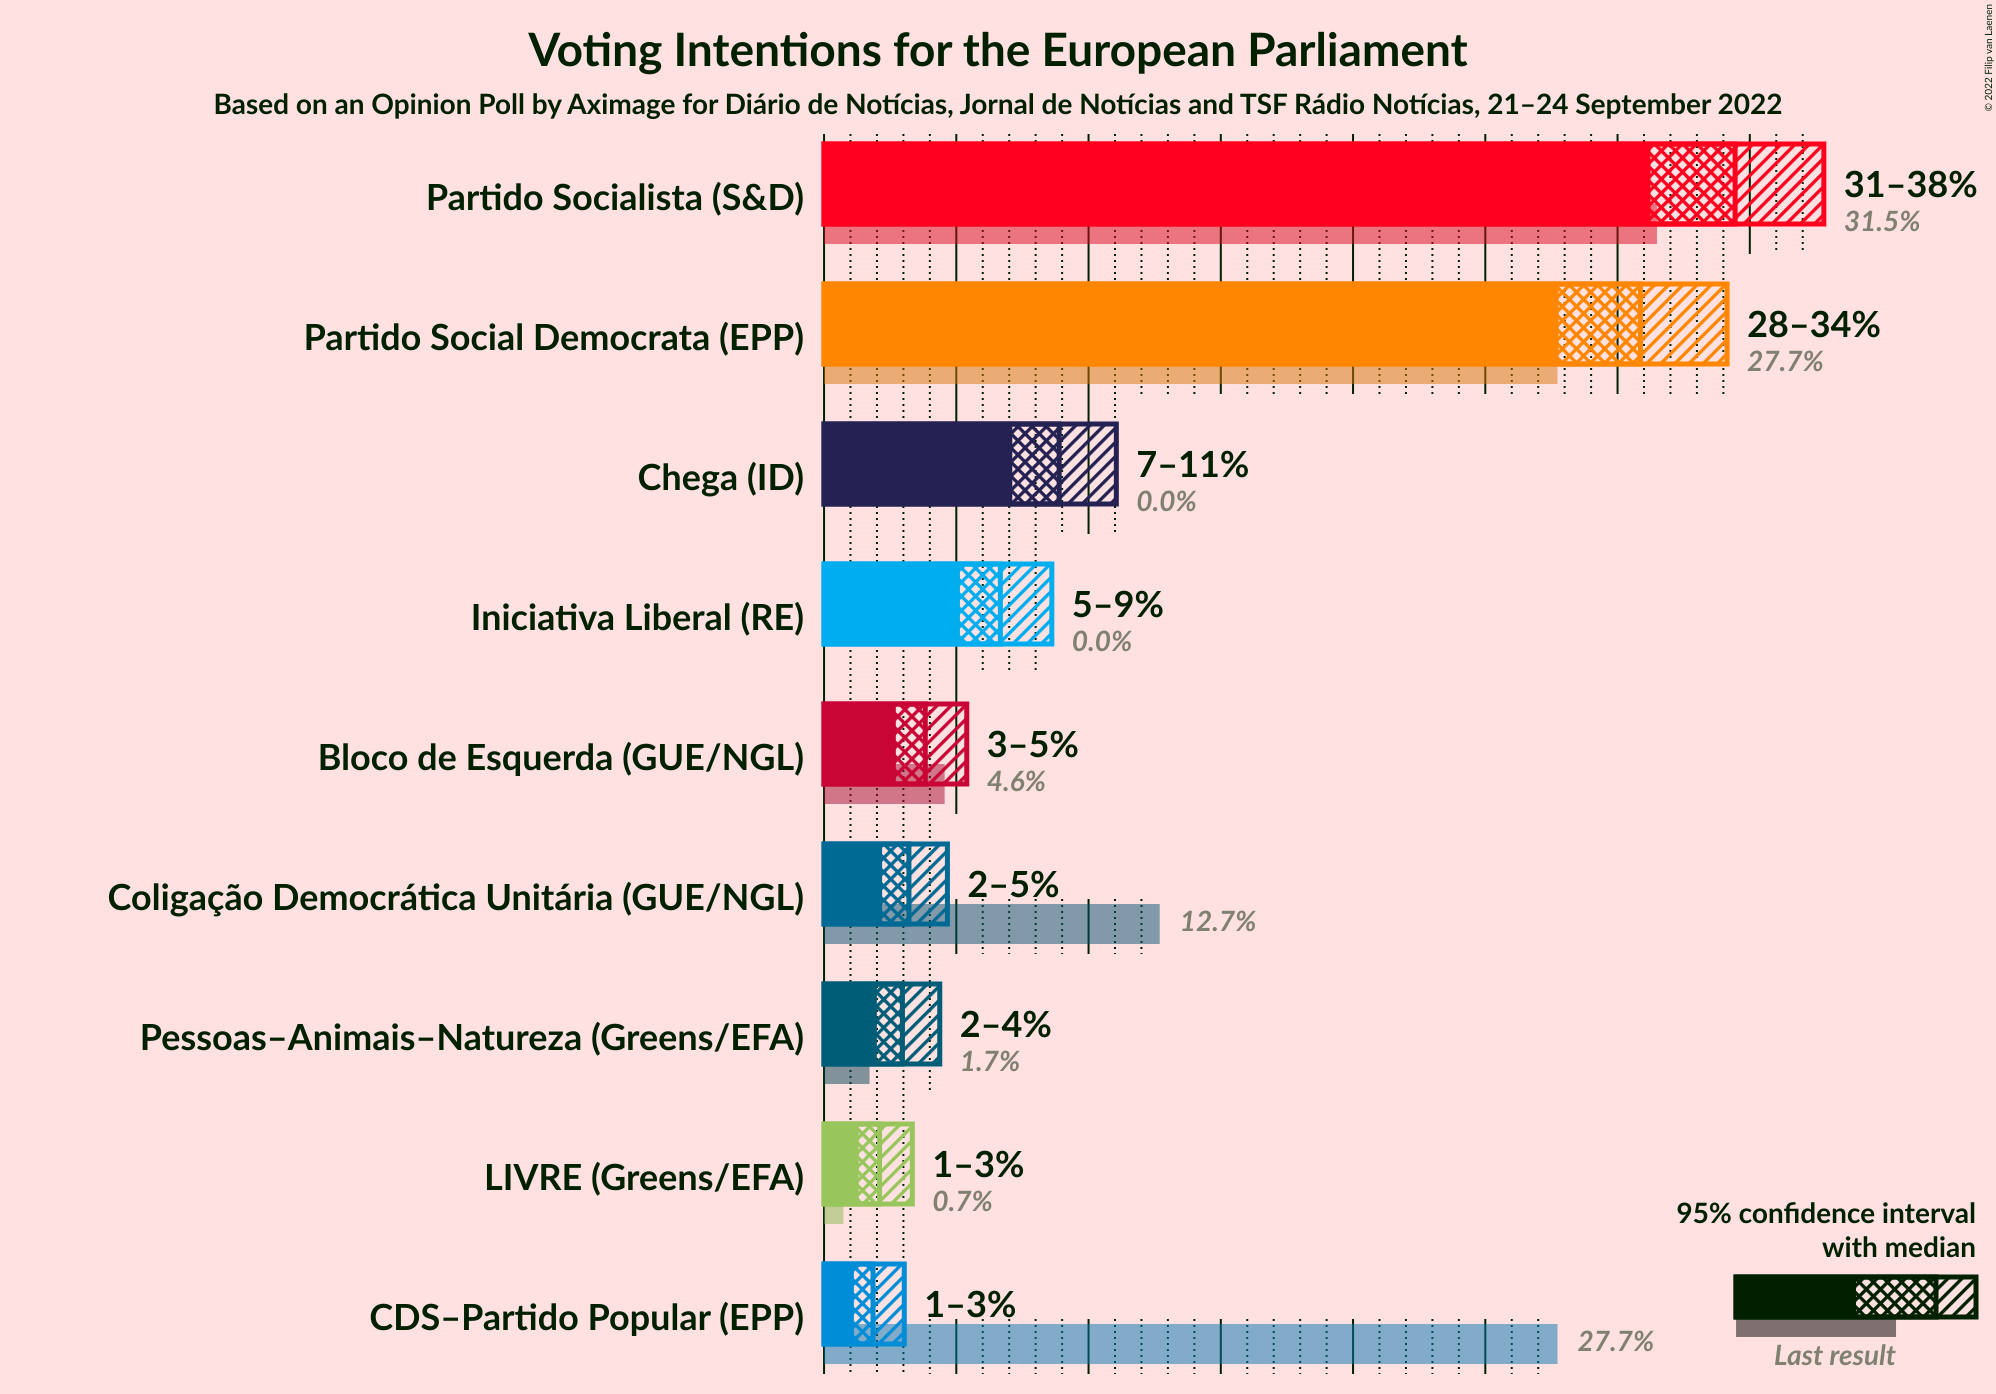 Voting Intentions for the European Parliament
Based on an Opinion Poll by Aximage for Diário de Notícias, Jornal de Notícias and TSF Rádio Notícias, 21–24 September 2022
© 2022 Filip van Laenen
Partido Socialista (S&D)
31–38%
31.5%
Partido Social Democrata (EPP)
28–34%
27.7%
Chega (ID)
7–11%
0.0%
Iniciativa Liberal (RE)
5–9%
0.0%
Bloco de Esquerda (GUE/NGL)
3–5%
4.6%
Coligação Democrática Unitária (GUE/NGL)
2–5%
12.7%
Pessoas–Animais–Natureza (Greens/EFA)
2–4%
1.7%
LIVRE (Greens/EFA)
1–3%
0.7%
CDS–Partido Popular (EPP)
1–3%
27.7%
95% confidence interval
with median
Last result